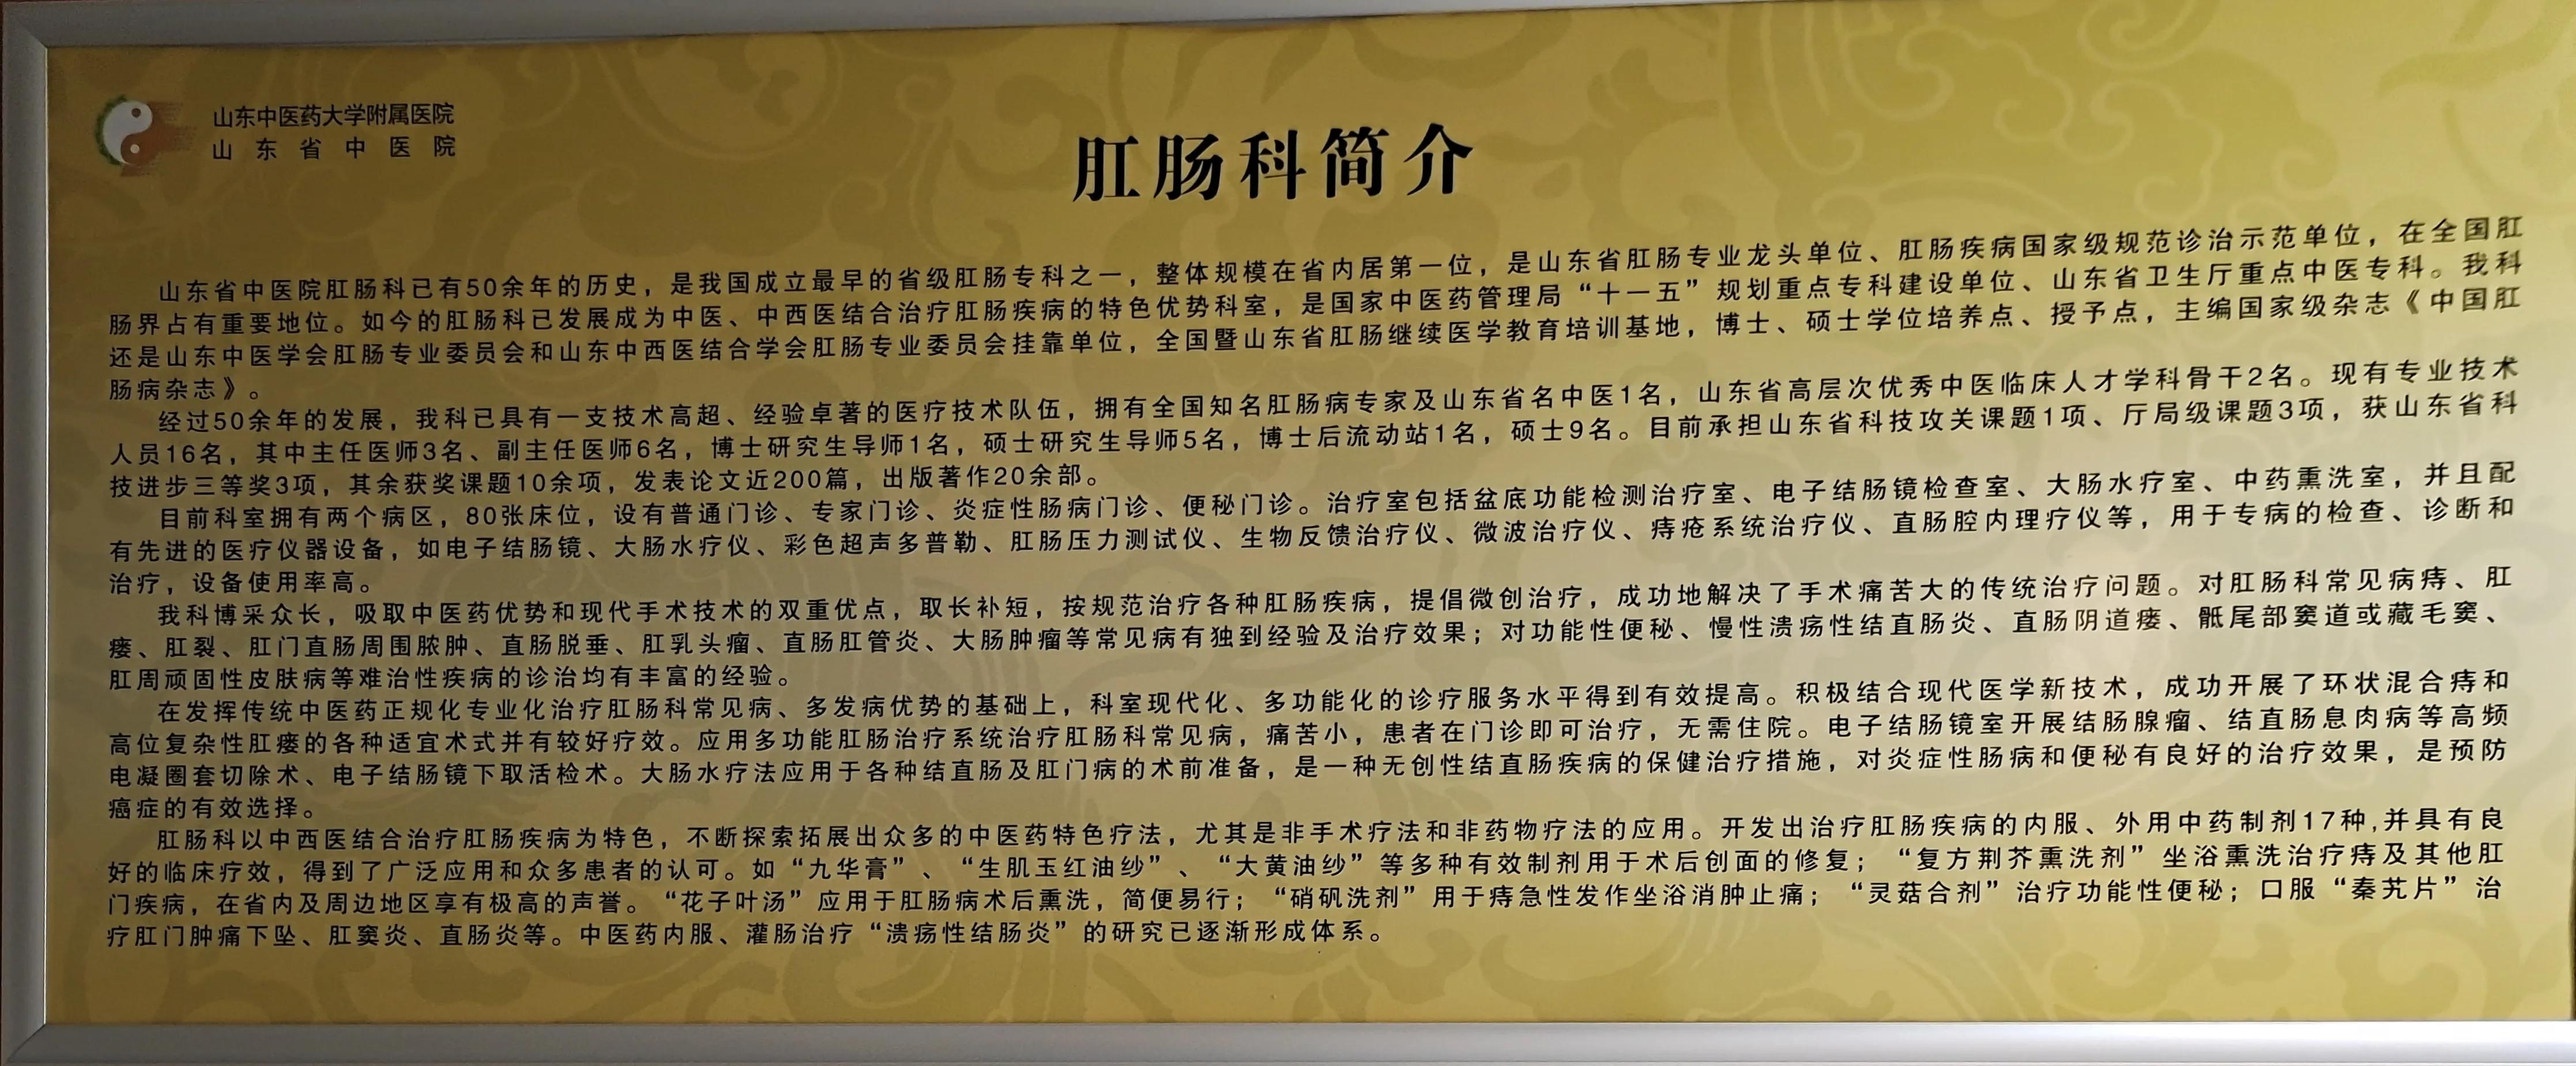 山东中医药大学附属医院
山东省中医院
肛肠科简介
山东省中医院肛肠科已有50余年的历史，是我国成立最早的省级肛肠专科之一，整体规模在省内居第一位，是山东省肛肠专业龙头单位、肛肠疾病国家级规范诊治示范单位，在全国肛
肠界占有重要地位。如今的肛肠科已发展成为中医、中西医结合治疗肛肠疾病的特色优势科室，是国家中医药管理局“十一五”规划重点专科建设单位、山东省卫生厅重点中医专科。我科
还是山东中医学会肛肠专业委员会和山东中西医结合学会肛肠专业委员会挂靠单位，全国暨山东省肛肠继续医学教育培训基地，博士、硕士学位培养点、授予点，主编国家级杂志《中国肛
肠病杂志》。
经过50余年的发展，我科已具有一支技术高超、经验卓著的医疗技术队伍，拥有全国知名肛肠病专家及山东省名中医1名，山东省高层次优秀中医临床人才学科骨干2名。现有专业技术
人员16名，其中主任医师3名、副主任医师6名，博士研究生导师1名，硕士研究生导师5名，博士后流动站1名，硕士9名。目前承担山东省科技攻关课题1项、厅局级课题3项，获山东省科
技进步三等奖3项，其余获奖课题10余项，发表论文近200篇，出版著作20余部。
目前科室拥有两个病区，80张床位，设有普通门诊、专家门诊、炎症性肠病门诊、便秘门诊。治疗室包括盆底功能检测治疗室、电子结肠镜检查室、大肠水疗室、中药熏洗室，并且配
有先进的医疗仪器设备，如电子结肠镜、大肠水疗仪、彩色超声多普勒、肛肠压力测试仪、生物反馈治疗仪、微波治疗仪、痔疮系统治疗仪、直肠腔内理疗仪等，用于专病的检查、诊断和
治疗，设备使用率高。
我科博采众长，吸取中医药优势和现代手术技术的双重优点，取长补短，按规范治疗各种肛肠疾病，提倡微创治疗，成功地解决了手术痛苦大的传统治疗问题。对肛肠科常见病痔、肛
瘘、肛裂、肛门直肠周围脓肿、直肠脱垂、肛乳头瘤、直肠肛管炎、大肠肿瘤等常见病有独到经验及治疗效果；对功能性便秘、慢性溃疡性结直肠炎、直肠阴道瘘、骶尾部窦道或藏毛窦、
肛周顽固性皮肤病等难治性疾病的诊治均有丰富的经验。
在发挥传统中医药正规化专业化治疗肛肠科常见病、多发病优势的基础上，科室现代化、多功能化的诊疗服务水平得到有效提高。积极结合现代医学新技术，成功开展了环状混合痔和
高位复杂性肛瘘的各种适宜术式并有较好疗效。应用多功能肛肠治疗系统治疗肛肠科常见病，痛苦小，患者在门诊即可治疗，无需住院。电子结肠镜室开展结肠腺瘤、结直肠息肉病等高频
电凝圈套切除术、电子结肠镜下取活检术。大肠水疗法应用于各种结直肠及肛门病的术前准备，是一种无创性结直肠疾病的保健治疗措施，对炎症性肠病和便秘有良好的治疗效果，是预防
癌症的有效选择。
肛肠科以中西医结合治疗肛肠疾病为特色，不断探索拓展出众多的中医药特色疗法，尤其是非手术疗法和非药物疗法的应用。开发出治疗肛肠疾病的内服、外用中药制剂17种,并具有良
好的临床疗效，得到了广泛应用和众多患者的认可。如“九华膏”、“生肌玉红油纱”、“大黄油纱”等多种有效制剂用于术后创面的修复；“复方荆芥熏洗剂”坐浴熏洗治疗痔及其他肛
门疾病，在省内及周边地区享有极高的声誉。“花子叶汤”应用于肛肠病术后熏洗，简便易行；“硝矾洗剂”用于痔急性发作坐浴消肿止痛；“灵菇合剂”治疗功能性便秘；口服“秦艽片”治
疗肛门肿痛下坠、肛窦炎、直肠炎等。中医药内服、灌肠治疗“溃疡性结肠炎”的研究已逐渐形成体系。